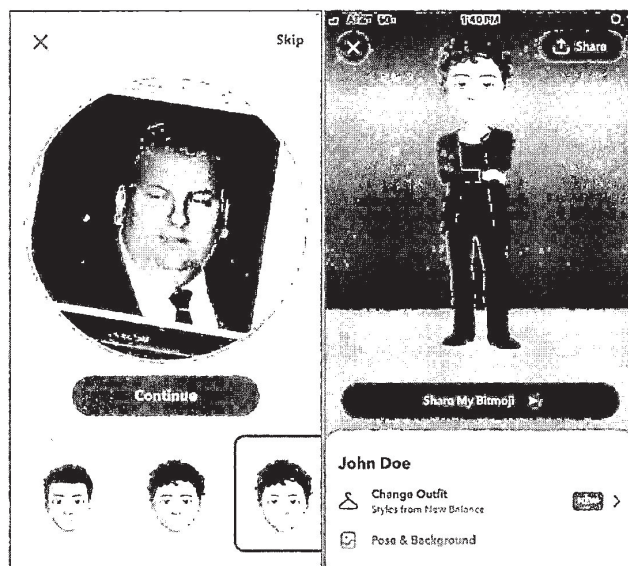 Skip
Continue
1:40 PM
Share
Share My Bitmoji
John Doe
Change Outfit
Styles from New Balance
Pose & Background